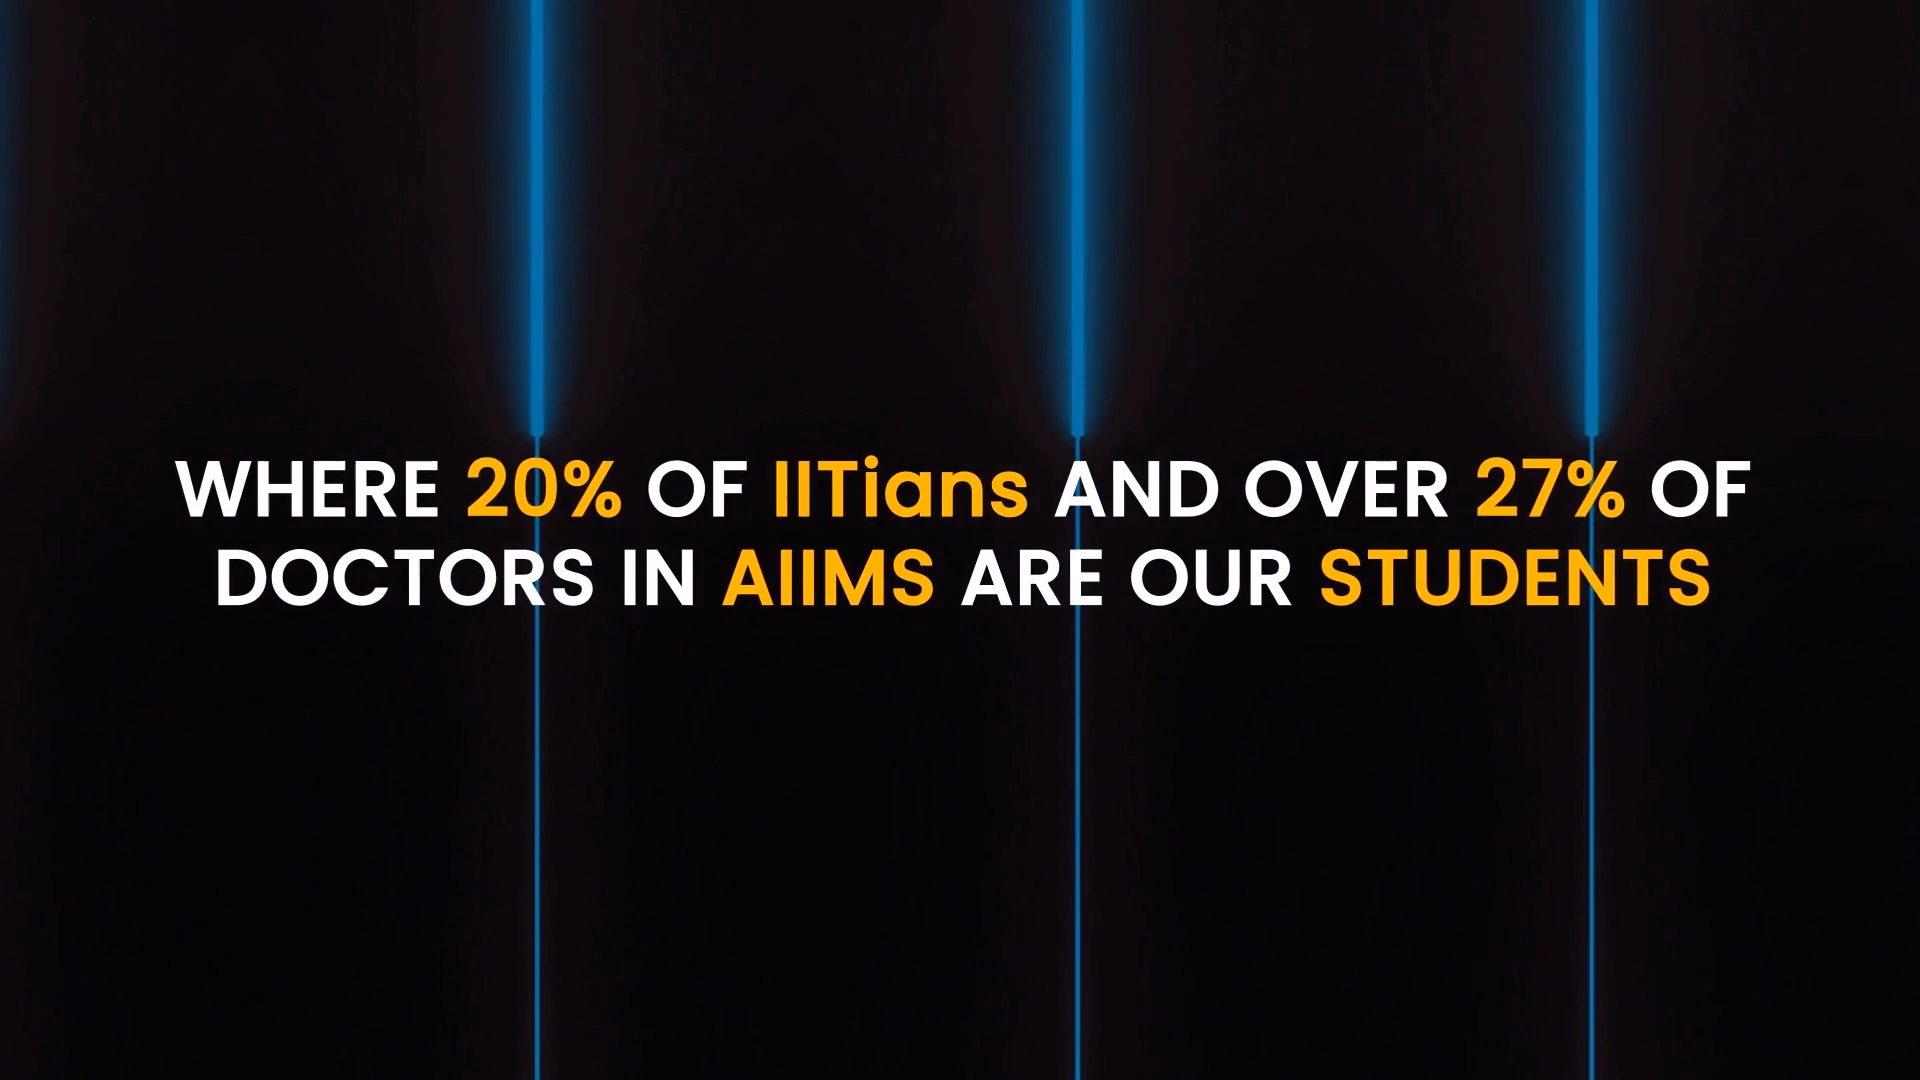 WHERE 20% OF IITians AND OVER 27% OF
DOCTORS IN AIIMS ARE OUR STUDENTS